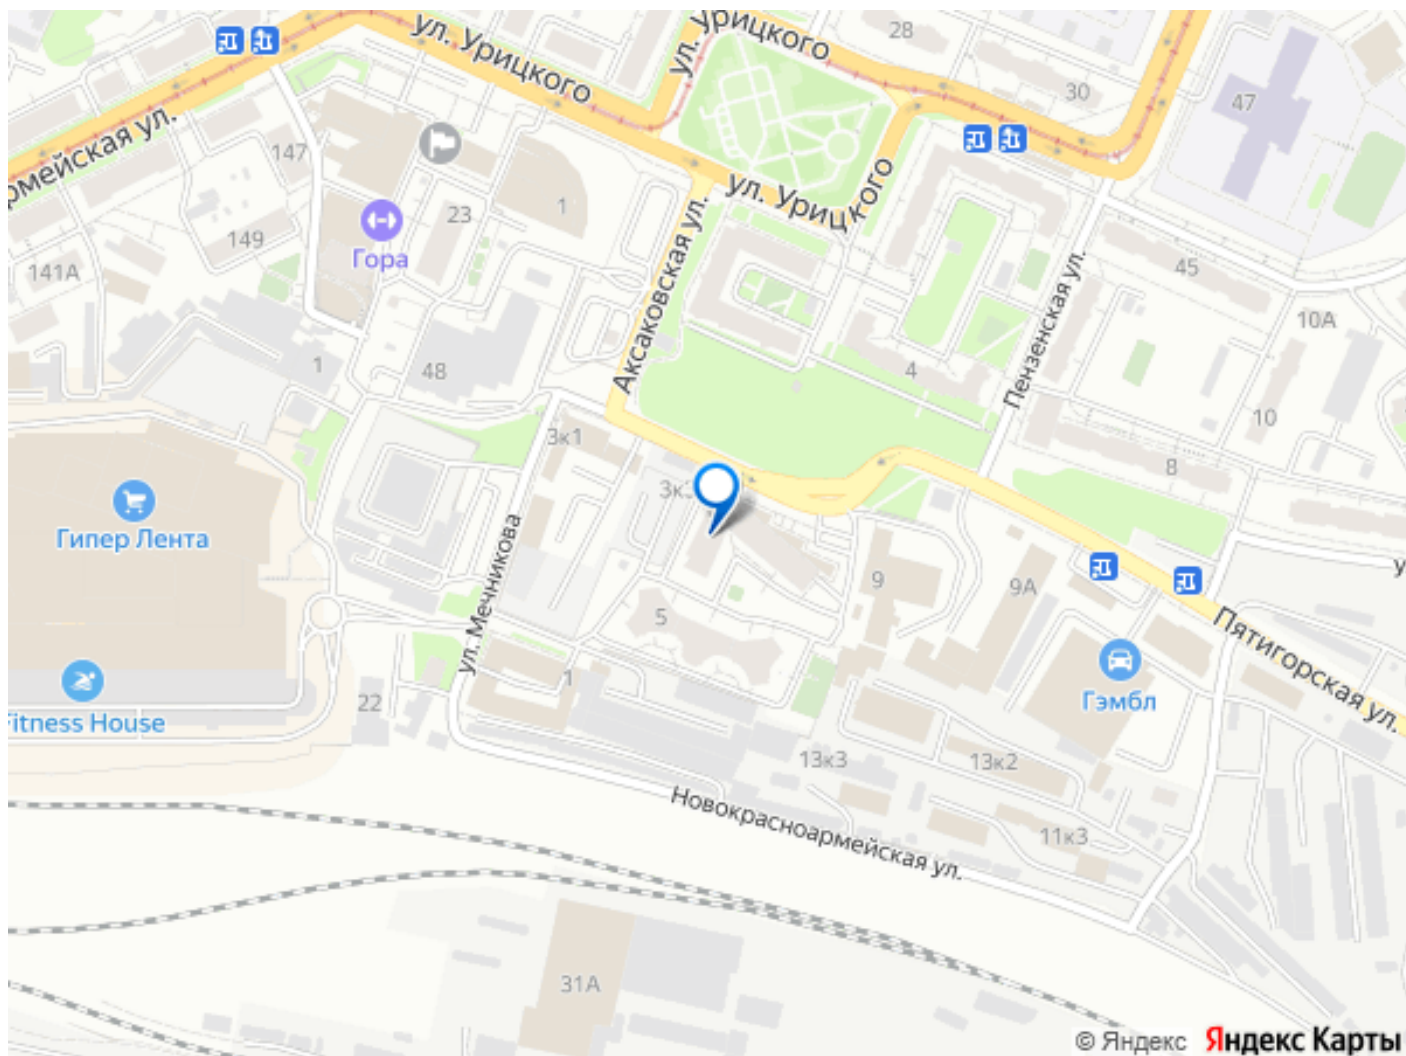 ул. Урицкого
ул. Урицкого
28
30
47
рмейская ул.
147
149
141А
23
1
Гора
ул. Урицкого
Аксаковская ул.
Пензенская ул.
45
10А
1
48
4
10
3к1
8
3к
Гипер Лента
ул. Мечникова
9
9А
5
Пятигорская ул.
у
1
22
Fitness House
Гэмбл
13к3
13к2
Новокрасноармейская ул.
11к3
31А
© Яндекс
Яндекс Карты